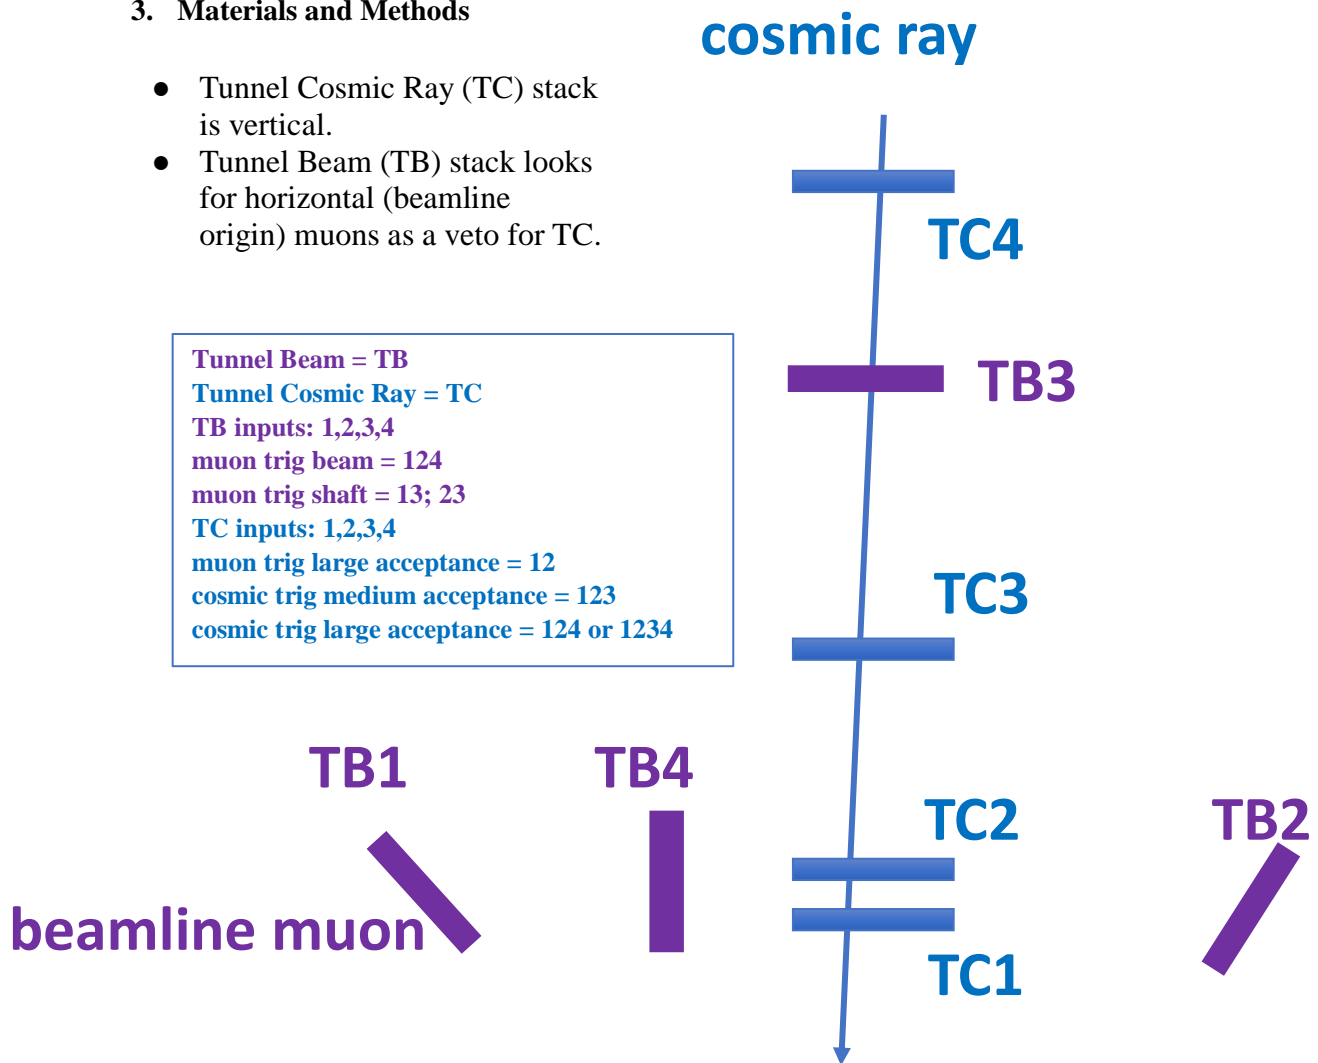 3. Materials and Methods
● Tunnel Cosmic Ray (TC) stack
is vertical.
● Tunnel Beam (TB) stack looks
for horizontal (beamline
origin) muons as a veto for TC.
Tunnel Beam = TB
Tunnel Cosmic Ray = TC
TB inputs: 1,2,3,4
muon trig beam = 124
muon trig shaft = 13; 23
TC inputs: 1,2,3,4
muon trig large acceptance = 12
cosmic trig medium acceptance = 123
cosmic trig large acceptance = 124 or 1234
cosmic ray
TC4
TB3
TC3
TB1
TB4
TC2
TB2
beamline muon
TC1